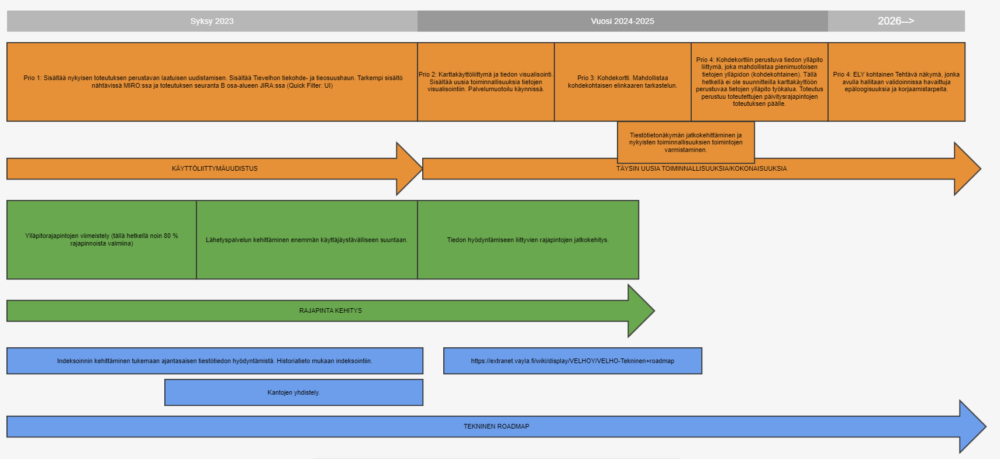 Syksy 2023
Vuosi 2024-2025
2026-->
Prio 1: Sisältää nykyisen toteutuksen perustavan laatuisen uudistamisen. Sisältää Tievelhon tiekohde- ja tieosuushaun. Tarkempi sisältö
nähtävissä MIRO:ssa ja toteutuksen seuranta B osa-alueen JIRA:ssa (Quick Filter: UI)
Prio 2: Karttakäyttöliittymä ja tiedon visualisointi.
Sisältää uusia toiminnallisuuksia tietojen
visualisointiin. Palvelumuotoilu käynnissä.
Prio 3: Kohdekortti. Mahdollistaa
kohdekohtaisen elinkaaren tarkastelun.
Prio 4: Kohdekorttiin perustuva tiedon ylläpito
liittymä, joka mahdollistaa pienimuotoisen
tietojen ylläpidon (kohdekohtainen). Tällä
hetkellä ei ole suunnitteilla karttakäyttöön
perustuvaa tietojen ylläpito työkalua. Toteutus
perustuu toteutettujen päivitysrajapintojen
toteutuksen päälle.
Prio 4: ELY kohtainen Tehtävä näkymä, jonka
avulla hallitaan validoinnissa havaittuja
epäloogisuuksia ja korjaamistarpeita.
Tiestötietonäkymän jatkokehittäminen ja
nykyisten toiminnallisuuksien toimintojen
varmistaminen.
KÄYTTÖLIITTYMÄUUDISTUS
TÄYSIN UUSIA TOIMINNALLISUUKSIA/KOKONAISUUKSIA
Ylläpitorajapintojen viimeistely (tällä hetkellä noin 80 %
rajapinnoista valmiina)
Lähetyspalvelun kehittäminen enemmän käyttäjäystävälliseen suuntaan.
Tiedon hyödyntämiseen liittyvien rajapintojen jatkokehitys.
RAJAPINTA KEHITYS
Indeksoinnin kehittäminen tukemaan ajantasaisen tiestötiedon hyödyntämistä. Historiatieto mukaan indeksointiin.
https://extranet.vayla.fi/wiki/display/VELHOY/VELHO-Tekninen+roadmap
Kantojen yhdistely.
TEKNINEN ROADMAP